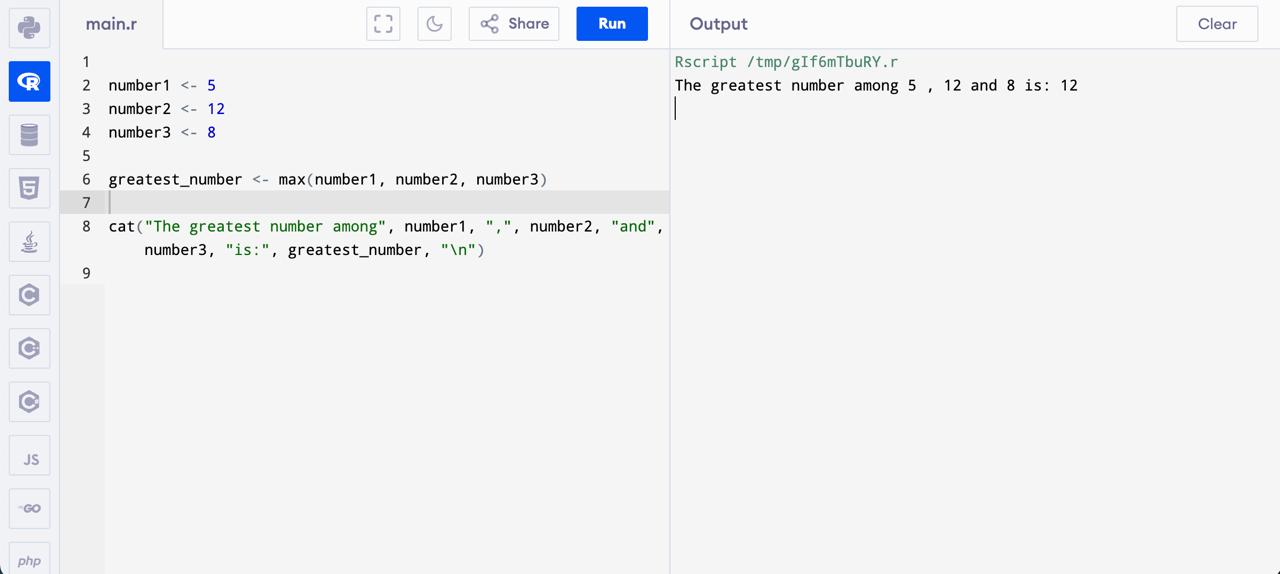 main.r
Share
Run
Output
Clear
1
2 number1 <- 5
3 number2 <- 12
4 number3 <- 8
5
6 greatest_number <- max(number1, number2, number3)
7
8 cat("The greatest number among", number1, ",", number2, "and",
number3, "is:", greatest_number, "\n")
9
Rscript /tmp/gIf6mTbuRY.r
The greatest number among 5 , 12 and 8 is: 12
R
5
C
C
C
JS
GO
php